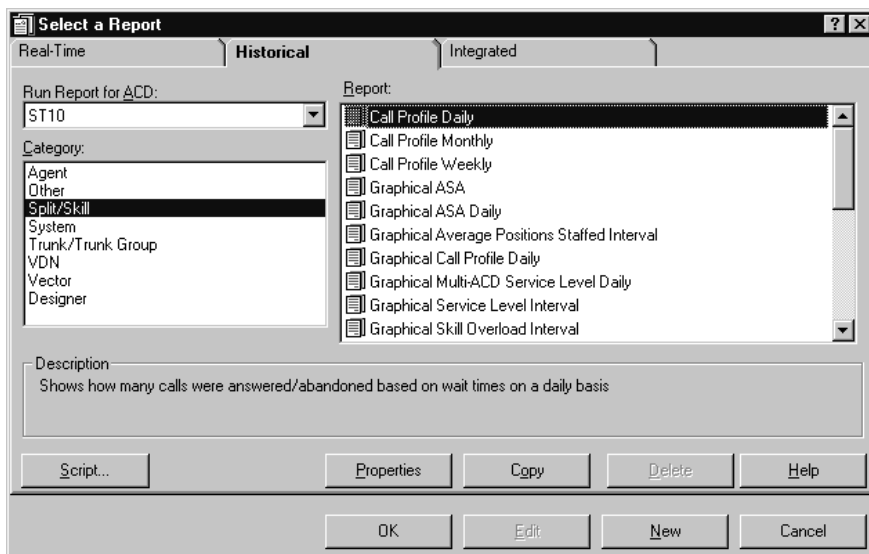 Select a Report
Real-Time Historical Integrated
Run Report for ACD:
ST10
Category:
Agent
Other
Split/Skill
System
Trunk/Trunk Group
VDN
Vector
Designer
Report:
Call Profile Daily
Call Profile Monthly
Call Profile Weekly
Graphical ASA
Graphical ASA Daily
Graphical Average Positions Staffed Interval
Graphical Call Profile Daily
Graphical Multi-ACD Service Level Daily
Graphical Service Level Interval
Graphical Skill Overload Interval
Description
Shows how many calls were answered/abandoned based on wait times on a daily basis
Script... Properties Copy Delete Help
OK Edit New Cancel